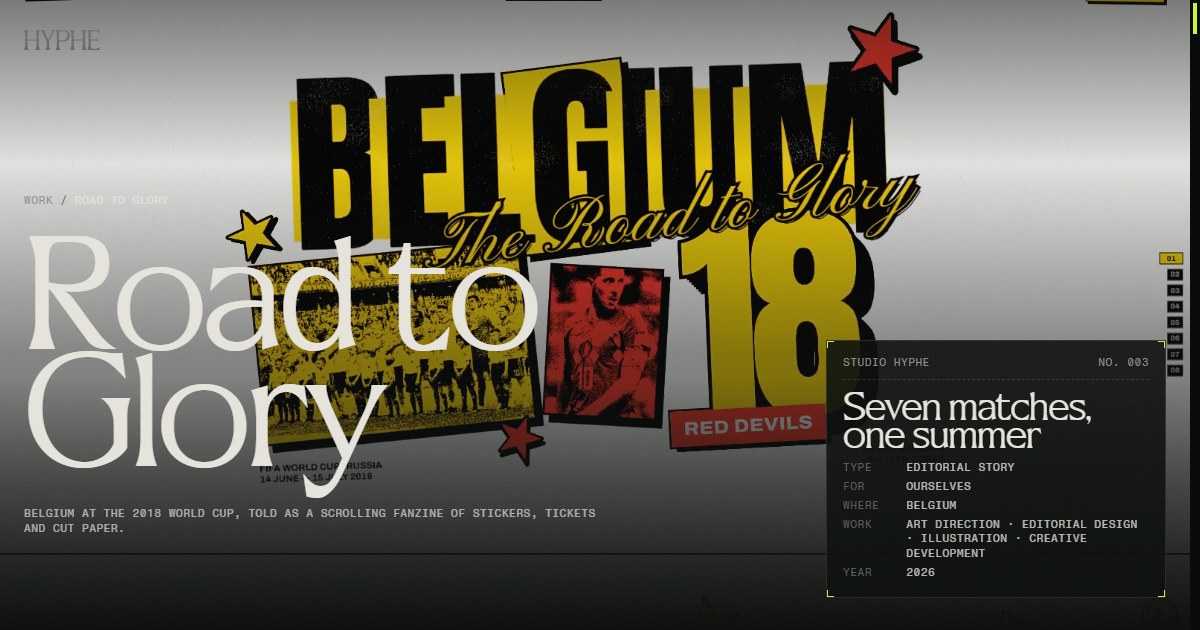 HYPHE
BELGIUM
The Road to Glory
18
WORK / ROAD TO GLORY
Road to
Glory
RED DEVILS
FIFA WORLD CUP RUSSIA
14 JUNE - 15 JULY 2018
BELGIUM AT THE 2018 WORLD CUP, TOLD AS A SCROLLING FANZINE OF STICKERS, TICKETS
AND CUT PAPER.
01
02
03
04
05
06
07
08
STUDIO HYPHE NO. 003
Seven matches,
one summer
TYPE EDITORIAL STORY
FOR OURSELVES
WHERE BELGIUM
WORK ART DIRECTION · EDITORIAL DESIGN
· ILLUSTRATION · CREATIVE
DEVELOPMENT
YEAR 2026